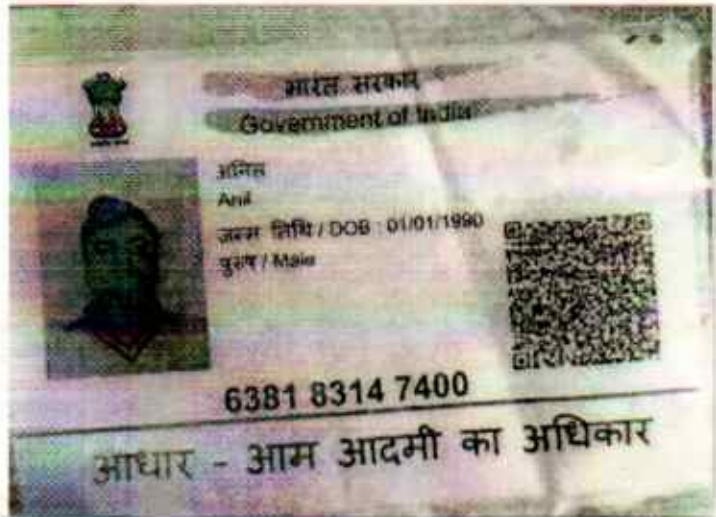 भारत सरकार
Government of India
अनिल
Anil
जन्म तिथि / DOB : 01/01/1990
पुरुष / Male
6381 8314 7400
आधार - आम आदमी का अधिकार